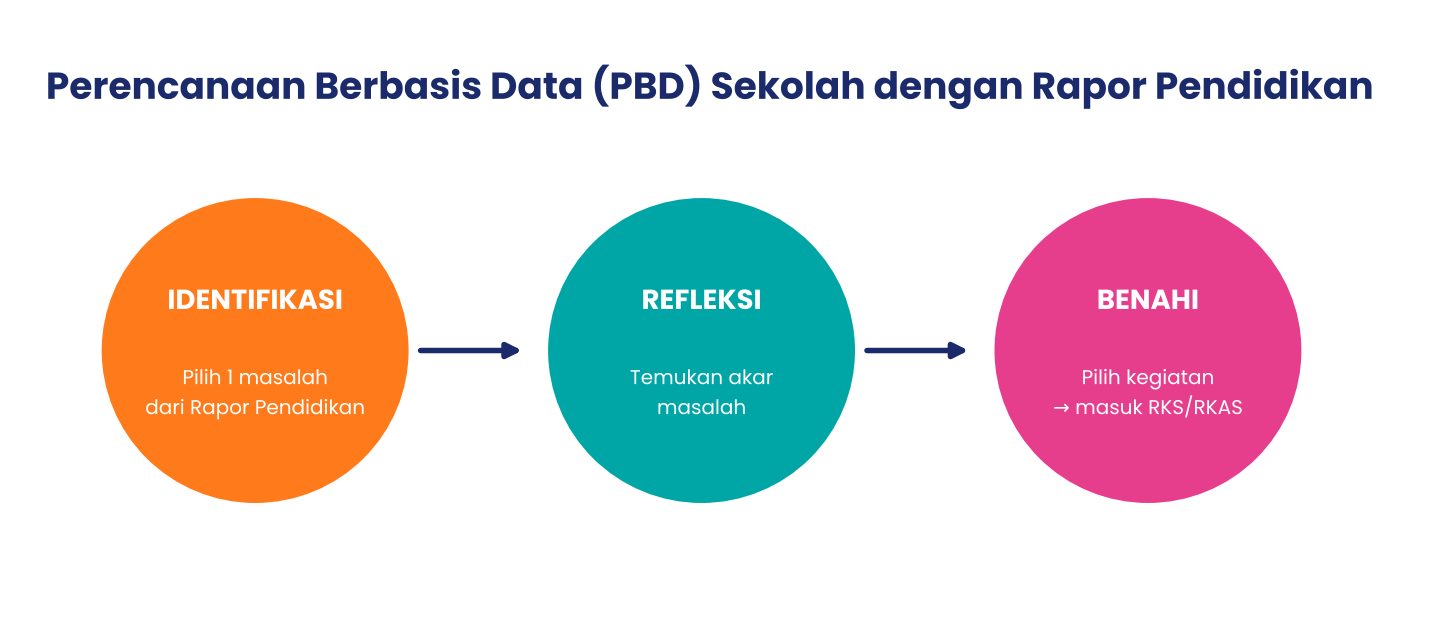 Perencanaan Berbasis Data (PBD) Sekolah dengan Rapor Pendidikan
IDENTIFIKASI
Pilih 1 masalah
dari Rapor Pendidikan
REFLEKSI
Temukan akar
masalah
BENAHI
Pilih kegiatan
→ masuk RKS/RKAS